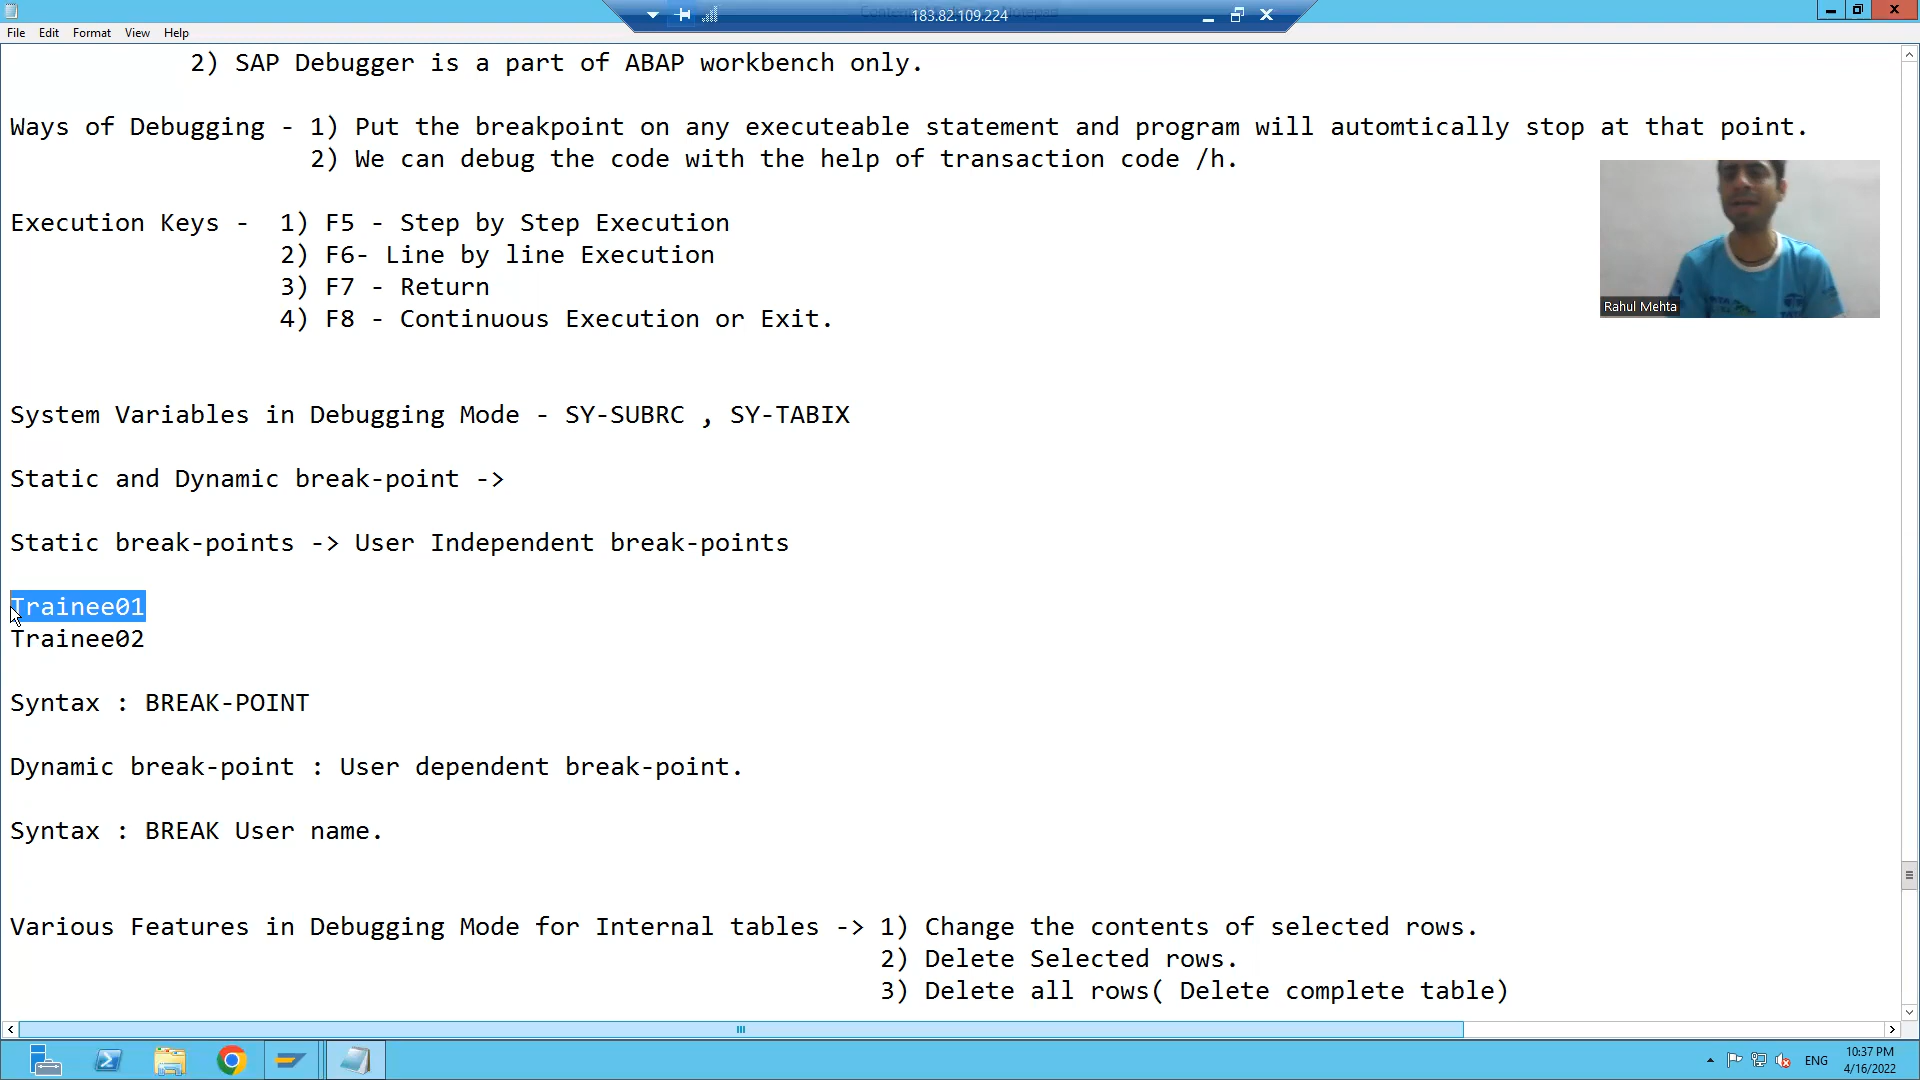 183.82.109.224
File Edit Format View Help
2) SAP Debugger is a part of ABAP workbench only.
Ways of Debugging - 1) Put the breakpoint on any executeable statement and program will automtically stop at that point.
2) We can debug the code with the help of transaction code /h.
Rahul Mehta
Execution Keys - 1) F5 - Step by Step Execution
2) F6- Line by line Execution
3) F7 - Return
4) F8 - Continuous Execution or Exit.
System Variables in Debugging Mode - SY-SUBRC , SY-TABIX
Static and Dynamic break-point ->
Static break-points -> User Independent break-points
Trainee01
Trainee02
Syntax : BREAK-POINT
Dynamic break-point : User dependent break-point.
Syntax : BREAK User name.
Various Features in Debugging Mode for Internal tables -> 1) Change the contents of selected rows.
2) Delete Selected rows.
3) Delete all rows( Delete complete table)
ENG
10:37 PM
4/16/2022